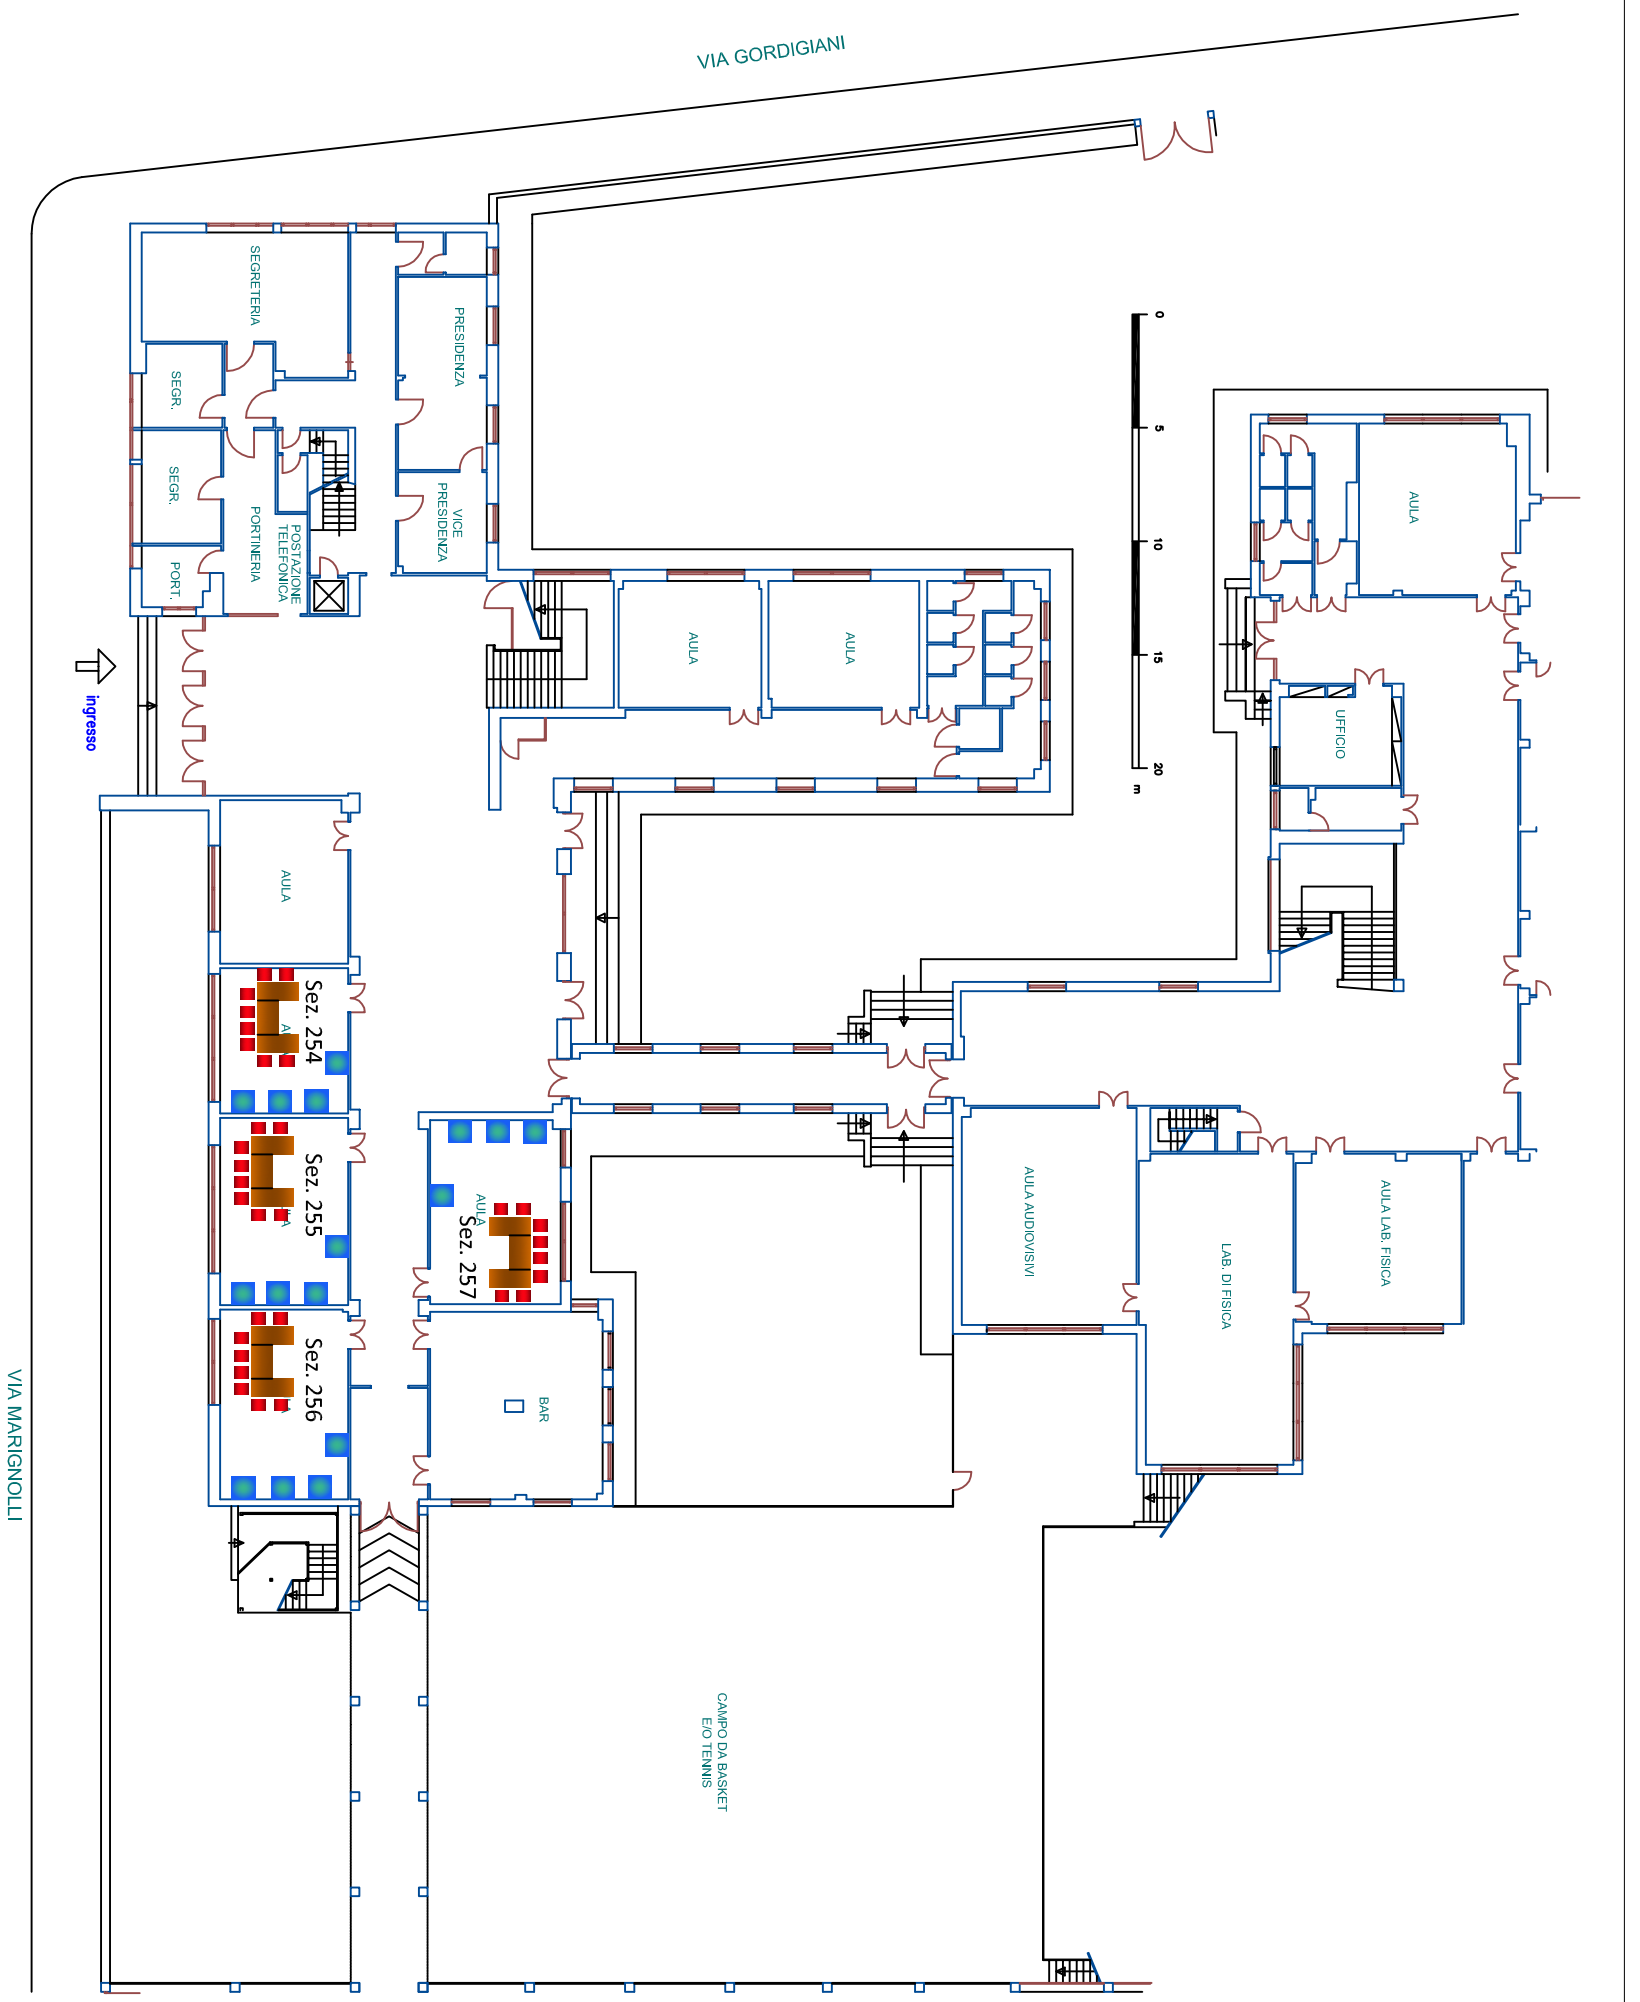 VIA GORDIGIANI
SEGRETERIA
PRESIDENZA
SEGR.
SEGR.
PORTINERIA
POSTAZIONE
TELEFONICA
VICE
PRESIDENZA
PORT.
0
5
10
15
20
m
AULA
UFFICIO
AULA
AULA
ingresso
AULA
Sez. 254
Sez. 255
Sez. 256
AULA
Sez. 257
BAR
AULA AUDIOVISIVI
LAB. DI FISICA
AULA LAB. FISICA
VIA MARIGNOLLI
CAMPO DA BASKET
E/O TENNIS